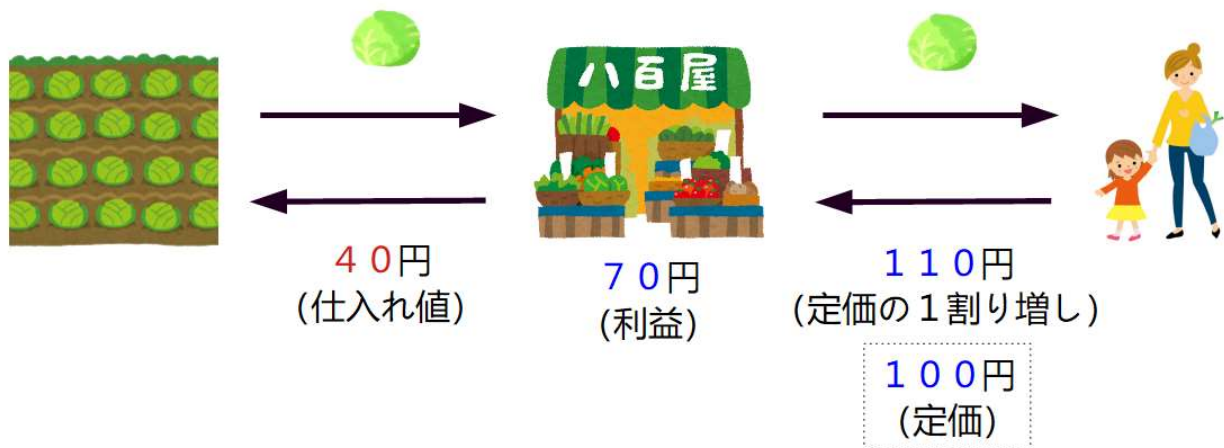 八百屋
４０円
(仕入れ値)
７０円
(利益)
１１０円
(定価の１割り増し)
１００円
(定価)